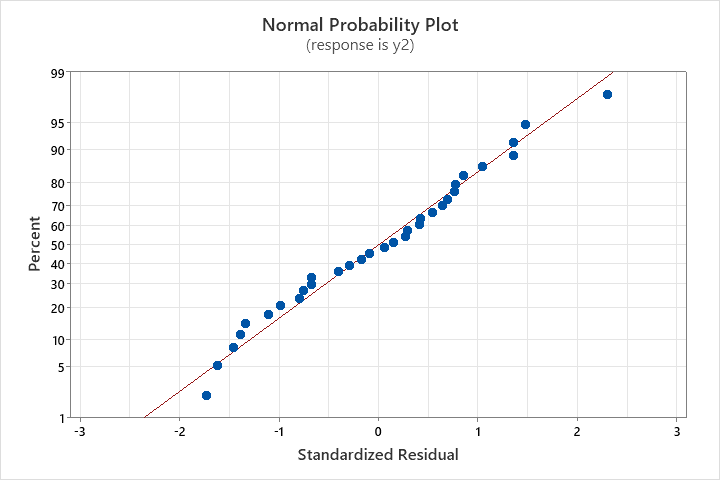 Normal Probability Plot
(response is y2)
99
95
90
80
70
60
50
40
30
20
10
5
1
Percent
-3 -2 -1 0 1 2 3
Standardized Residual